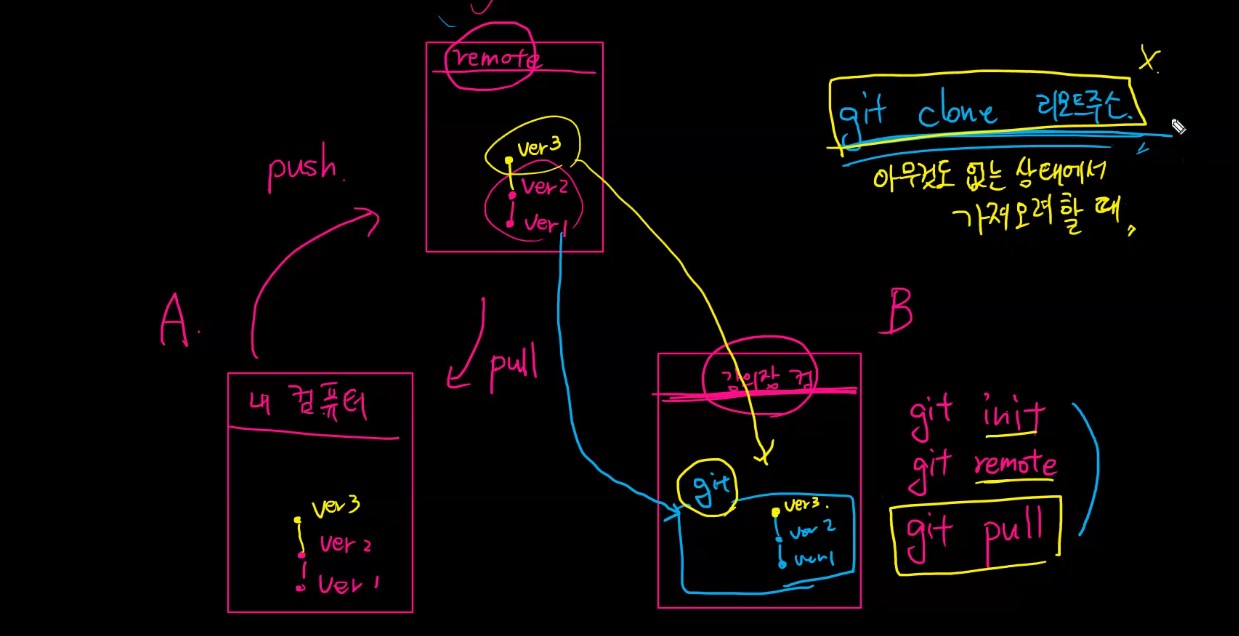 remote
X.
git clone 리모트주소.
아무것도 없는 상태에서
가져오려 할 때,,
ver3
ver2
ver1
push.
A.
pull
B
내 컴퓨터
강의장 컴
ver3
ver2
ver1
git
ver3.
ver2
ver1
git init
git remote
git pull